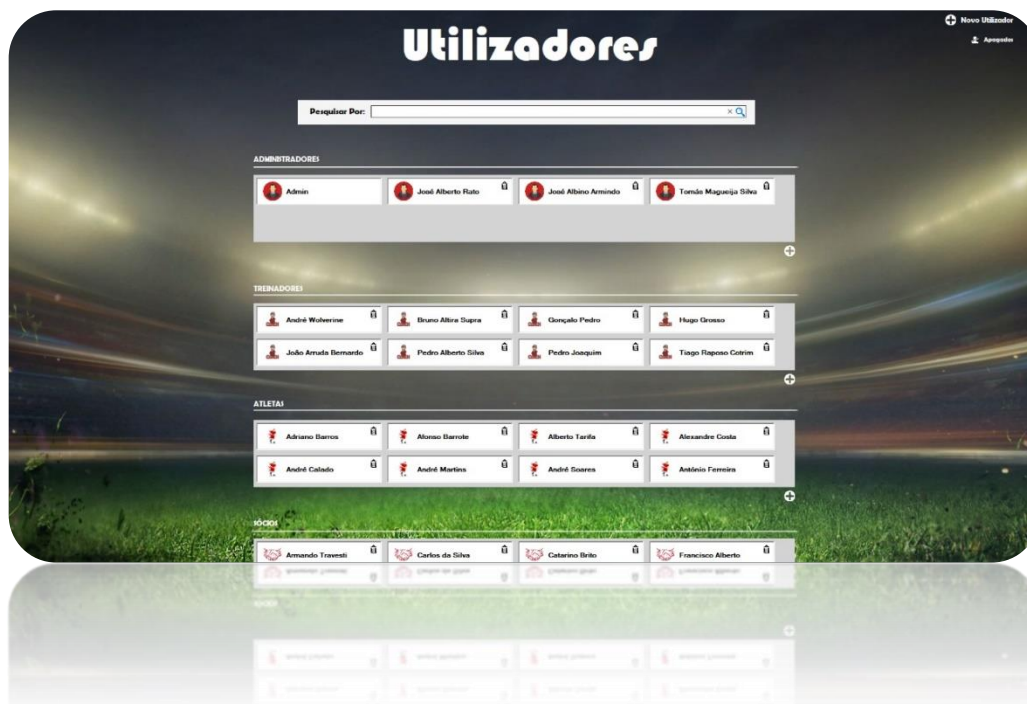 Utilizadores
Novo Utilizador
Apagados
Pesquisar Por:
ADMINISTRADORES
Admin
José Alberto Rato
José Albino Armindo
Tomás Magueija Silva
TREINADORES
André Wolverine
Bruno Altira Supra
Gonçalo Pedro
Hugo Grosso
João Arruda Bernardo
Pedro Alberto Silva
Pedro Joaquim
Tiago Raposo Cotrim
ATLETAS
Adriano Barros
Afonso Barrote
Alberto Tarifa
Alexandre Costa
André Calado
André Martins
André Soares
António Ferreira
SÓCIOS
Armando Travesti
Carlos da Silva
Catarino Brito
Francisco Alberto